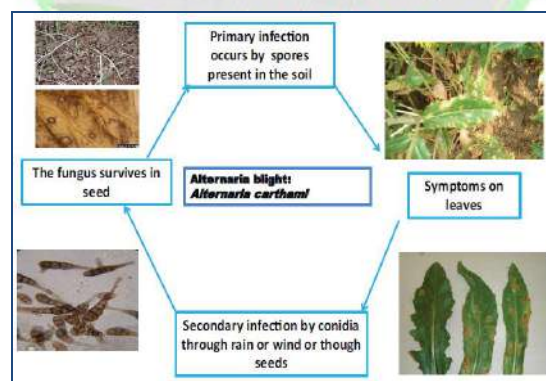 Primary infection
occurs by spores
present in the soil
The fungus survives in
seed
Alternaria blight:
Alternaria carthami
Symptoms on
leaves
Secondary infection by conidia
through rain or wind or though
seeds